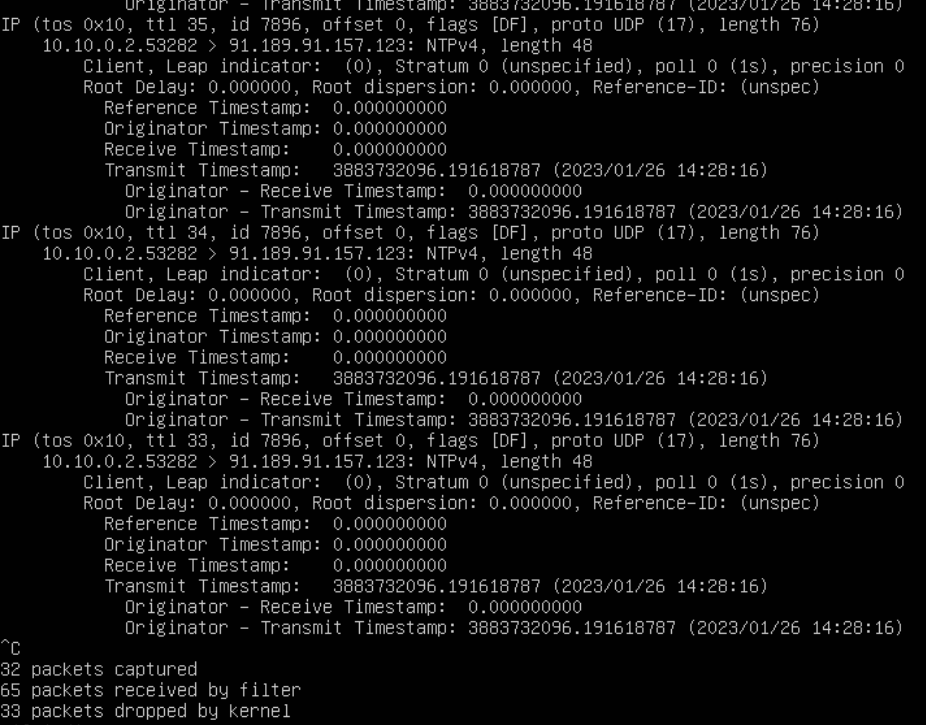 Originator - Transmit Timestamp: 3883732096.191618787 (2023/01/26 14:28:16)
IP (tos 0x10, ttl 35, id 7896, offset 0, flags [DF], proto UDP (17), length 76)
10.10.0.2.53282 > 91.189.91.157.123: NTPv4, length 48
Client, Leap indicator:  (0), Stratum 0 (unspecified), poll 0 (1s), precision 0
Root Delay: 0.000000, Root dispersion: 0.000000, Reference-ID: (unspec)
Reference Timestamp:  0.000000000
Originator Timestamp: 0.000000000
Receive Timestamp:    0.000000000
Transmit Timestamp:   3883732096.191618787 (2023/01/26 14:28:16)
Originator - Receive Timestamp:  0.000000000
Originator - Transmit Timestamp: 3883732096.191618787 (2023/01/26 14:28:16)
IP (tos 0x10, ttl 34, id 7896, offset 0, flags [DF], proto UDP (17), length 76)
10.10.0.2.53282 > 91.189.91.157.123: NTPv4, length 48
Client, Leap indicator:  (0), Stratum 0 (unspecified), poll 0 (1s), precision 0
Root Delay: 0.000000, Root dispersion: 0.000000, Reference-ID: (unspec)
Reference Timestamp:  0.000000000
Originator Timestamp: 0.000000000
Receive Timestamp:    0.000000000
Transmit Timestamp:   3883732096.191618787 (2023/01/26 14:28:16)
Originator - Receive Timestamp:  0.000000000
Originator - Transmit Timestamp: 3883732096.191618787 (2023/01/26 14:28:16)
IP (tos 0x10, ttl 33, id 7896, offset 0, flags [DF], proto UDP (17), length 76)
10.10.0.2.53282 > 91.189.91.157.123: NTPv4, length 48
Client, Leap indicator:  (0), Stratum 0 (unspecified), poll 0 (1s), precision 0
Root Delay: 0.000000, Root dispersion: 0.000000, Reference-ID: (unspec)
Reference Timestamp:  0.000000000
Originator Timestamp: 0.000000000
Receive Timestamp:    0.000000000
Transmit Timestamp:   3883732096.191618787 (2023/01/26 14:28:16)
Originator - Receive Timestamp:  0.000000000
Originator - Transmit Timestamp: 3883732096.191618787 (2023/01/26 14:28:16)
^C
32 packets captured
65 packets received by filter
33 packets dropped by kernel